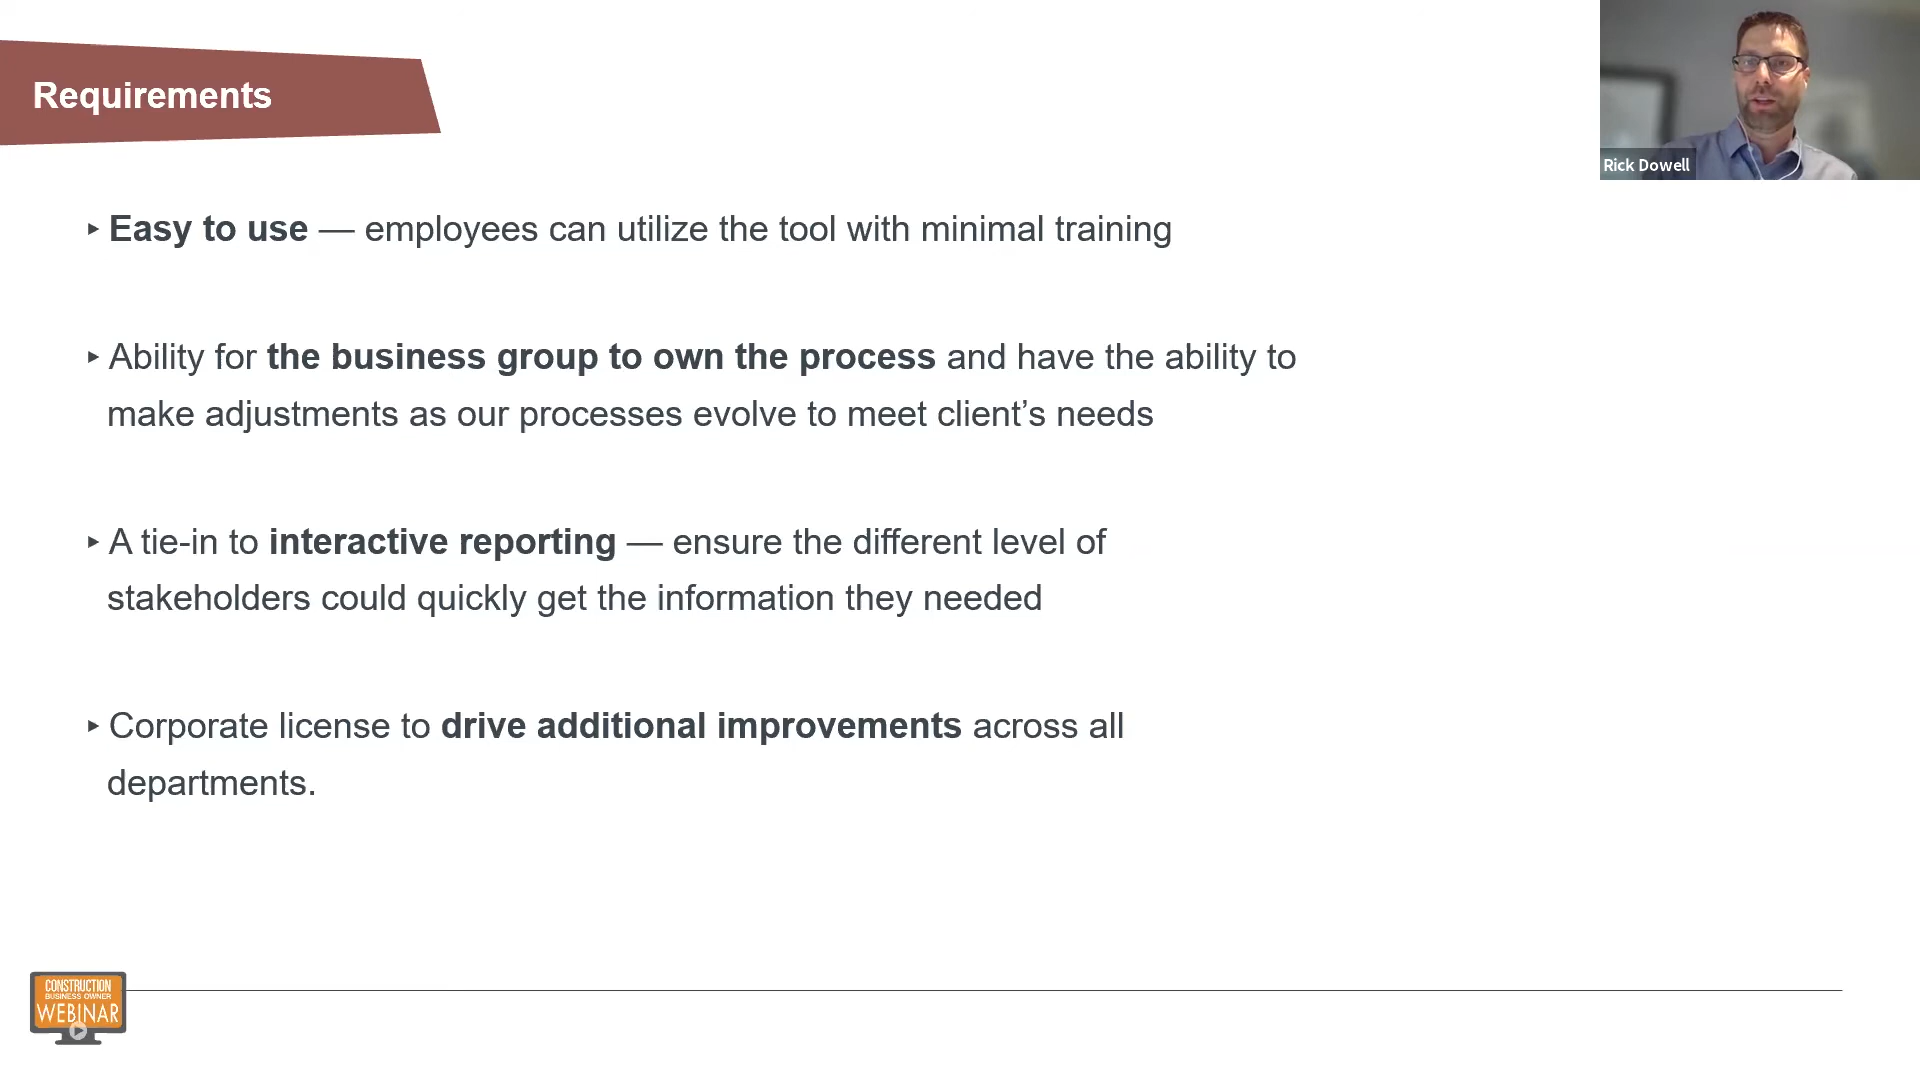 Requirements
Rick Dowell
▸ Easy to use — employees can utilize the tool with minimal training
▸ Ability for the business group to own the process and have the ability to
make adjustments as our processes evolve to meet client’s needs
▸ A tie-in to interactive reporting — ensure the different level of
stakeholders could quickly get the information they needed
▸ Corporate license to drive additional improvements across all
departments.
CONSTRUCTION
BUSINESS OWNER
WEBINAR